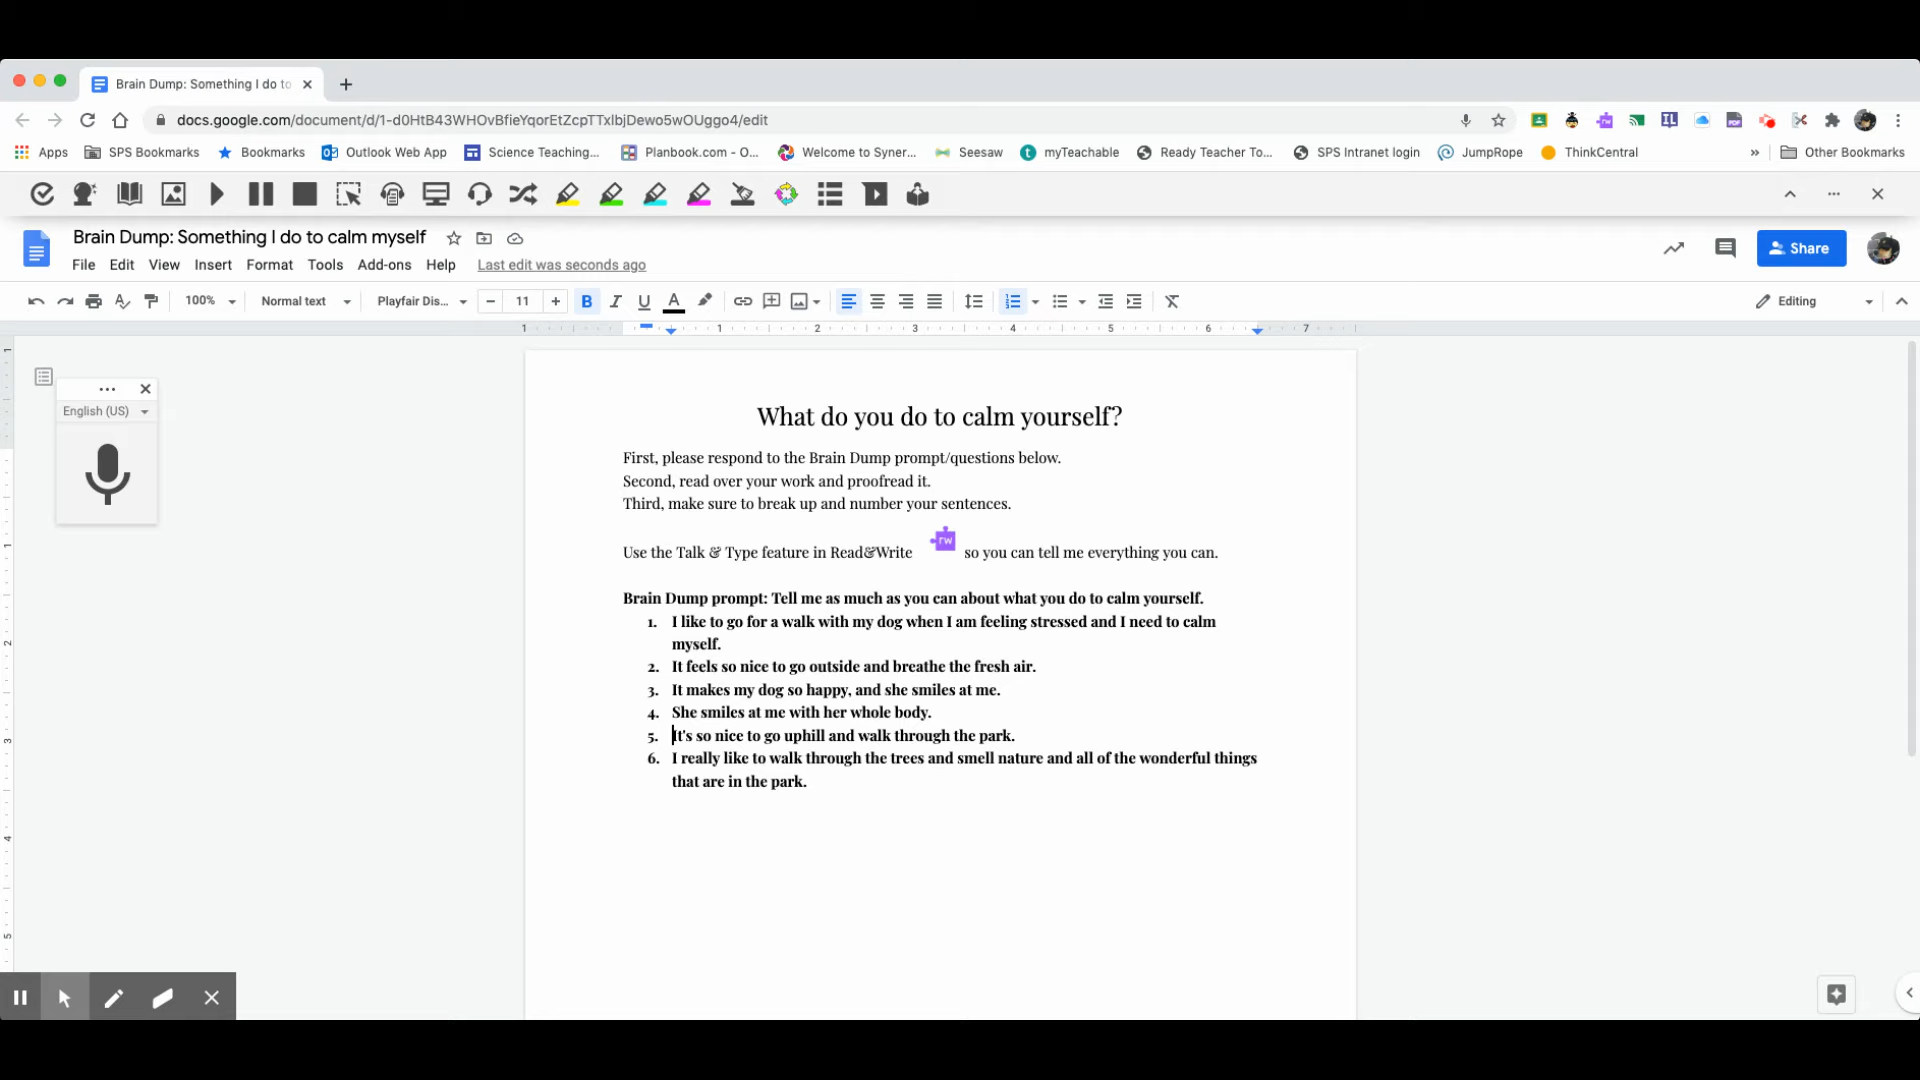 Brain Dump: Something I do to
docs.google.com/document/d/1-d0HtB43WHOvBfieYqorEtZcpTTxlbjDewo5wOUggo4/edit
Apps SPS Bookmarks Bookmarks Outlook Web App Science Teaching... Planbook.com - O... Welcome to Syner... Seesaw myTeachable Ready Teacher To... SPS Intranet login JumpRope ThinkCentral » Other Bookmarks
Brain Dump: Something I do to calm myself
Share
File Edit View Insert Format Tools Add-ons Help Last edit was seconds ago
100% Normal text Playfair Dis... 11 B I U A Editing
1 1 2 3 4 5 6 7
English (US)
What do you do to calm yourself?
First, please respond to the Brain Dump prompt/questions below.
Second, read over your work and proofread it.
Third, make sure to break up and number your sentences.
rw
Use the Talk & Type feature in Read&Write so you can tell me everything you can.
Brain Dump prompt: Tell me as much as you can about what you do to calm yourself.
1. I like to go for a walk with my dog when I am feeling stressed and I need to calm
myself.
2. It feels so nice to go outside and breathe the fresh air.
3. It makes my dog so happy, and she smiles at me.
4. She smiles at me with her whole body.
5. It's so nice to go uphill and walk through the park.
6. I really like to walk through the trees and smell nature and all of the wonderful things
that are in the park.